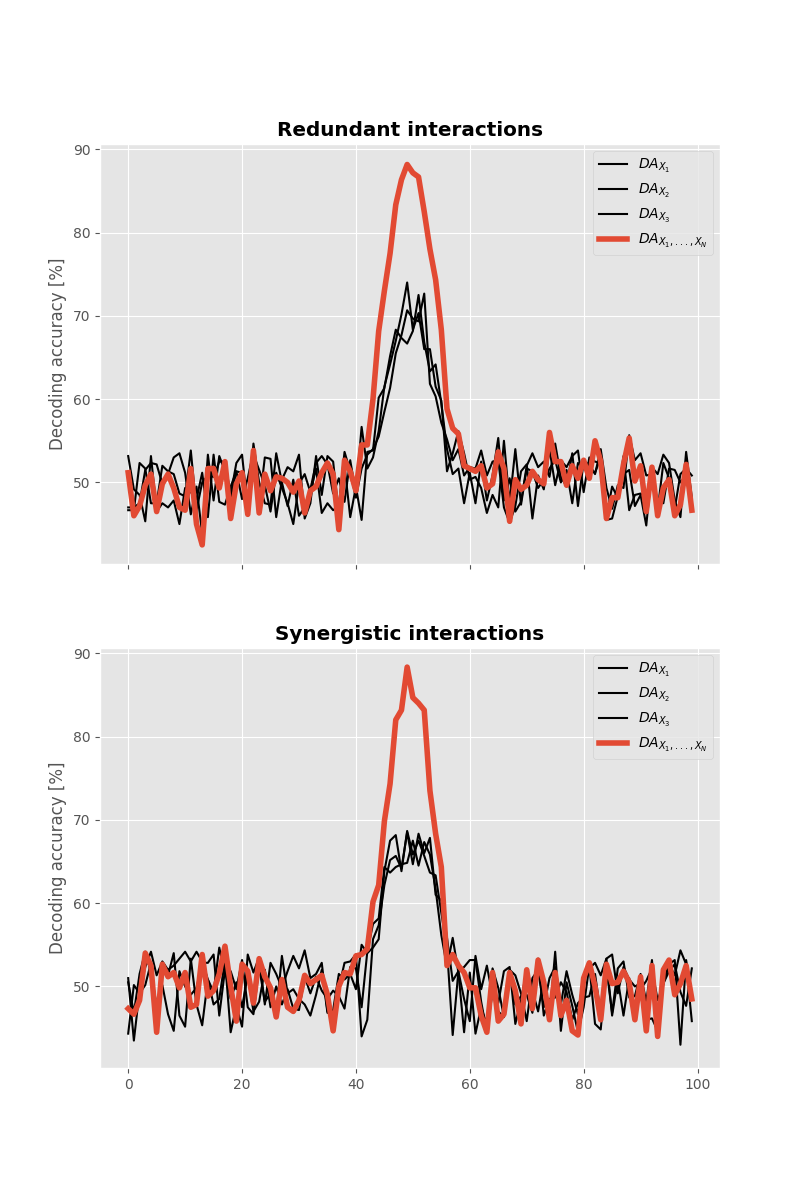 Redundant interactions
90
80
70
60
50
Decoding accuracy [%]
DA_{X_1}
DA_{X_2}
DA_{X_3}
DA_{X_1,...,X_N}
Synergistic interactions
90
80
70
60
50
Decoding accuracy [%]
DA_{X_1}
DA_{X_2}
DA_{X_3}
DA_{X_1,...,X_N}
0 20 40 60 80 100